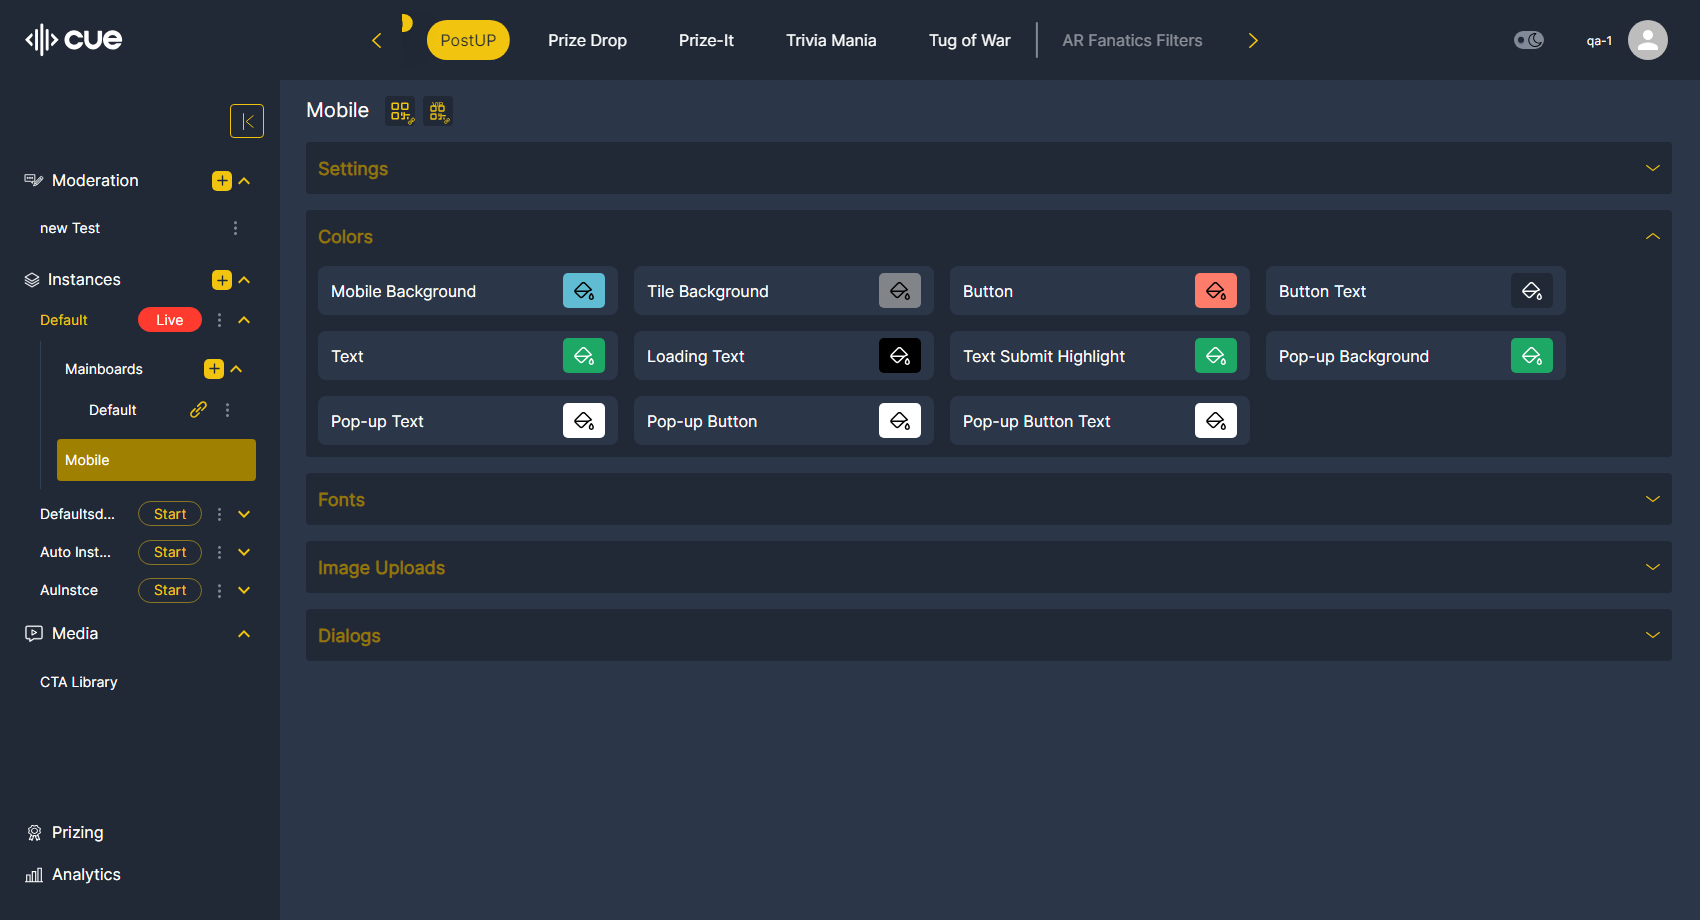 cue
PostUP
Prize Drop
Prize-It
Trivia Mania
Tug of War
AR Fanatics Filters
qa-1
Moderation
new Test
Instances
Default
Live
Mainboards
Default
Mobile
Defaultsd...
Start
Auto Inst...
Start
AuInstce
Start
Media
CTA Library
Prizing
Analytics
Mobile
Settings
Colors
Mobile Background
Tile Background
Button
Button Text
Text
Loading Text
Text Submit Highlight
Pop-up Background
Pop-up Text
Pop-up Button
Pop-up Button Text
Fonts
Image Uploads
Dialogs